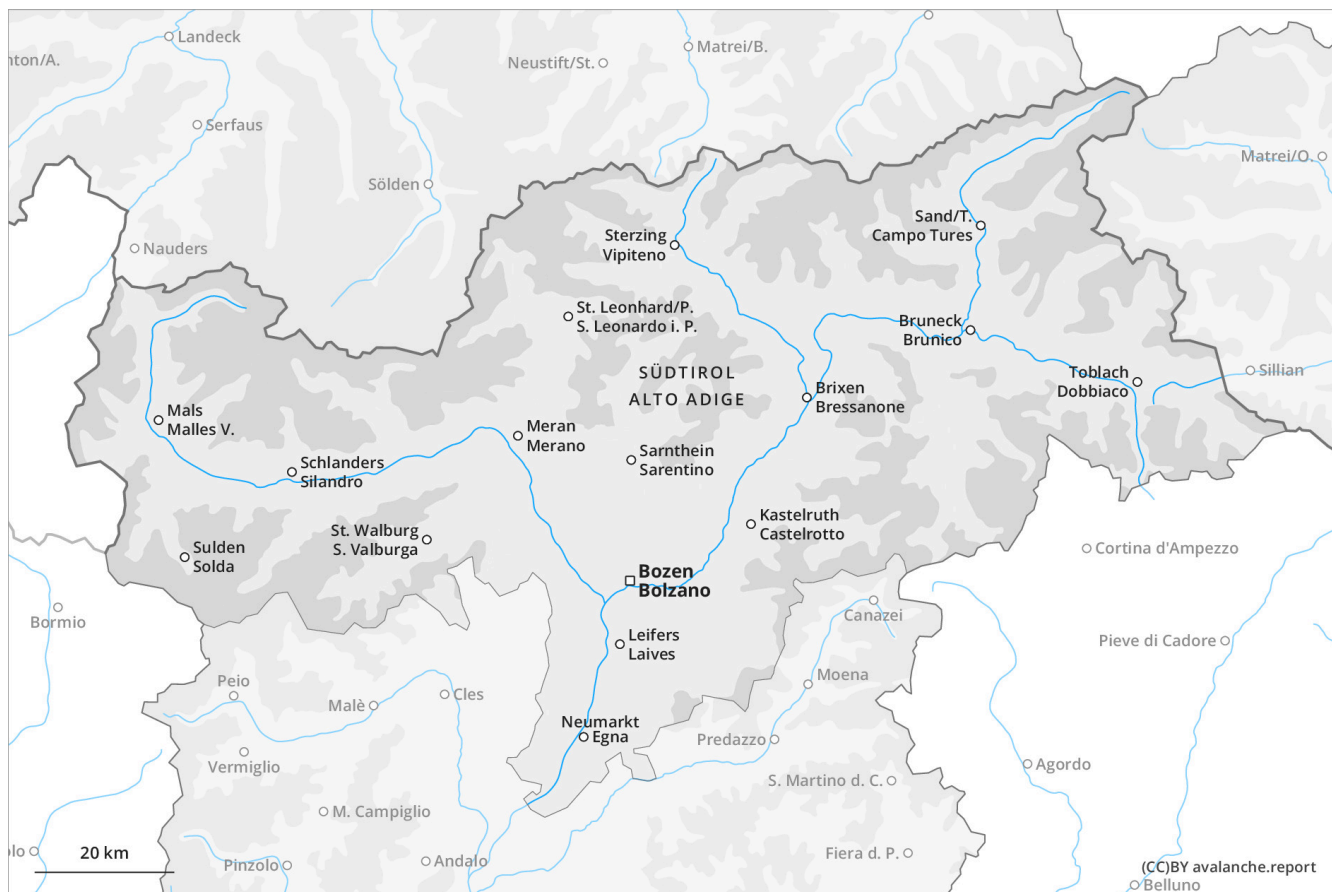 Landeck
nton/A.
Matrei/B.
Neustift/St.
Serfaus
Matrei/O.
Sölden
Nauders
Sand/T.
Campo Tures
Sterzing
Vipiteno
St. Leonhard/P.
S. Leonardo i. P.
Bruneck
Brunico
SÜDTIROL
ALTO ADIGE
Toblach
Dobbiaco
Sillian
Brixen
Bressanone
Mals
Malles V.
Meran
Merano
Schlanders
Silandro
Sarnthein
Sarentino
St. Walburg
S. Valburga
Kastelruth
Castelrotto
Sulden
Solda
Cortina d'Ampezzo
Bozen
Bolzano
Bormio
Canazei
Leifers
Laives
Pieve di Cadore
Peio
Malè
Cles
Moena
Neumarkt
Egna
Predazzo
Vermiglio
Agordo
S. Martino d. C.
M. Campiglio
olo
20 km
Pinzolo
Andalo
Fiera d. P.
(CC)BY avalanche.report
Belluno